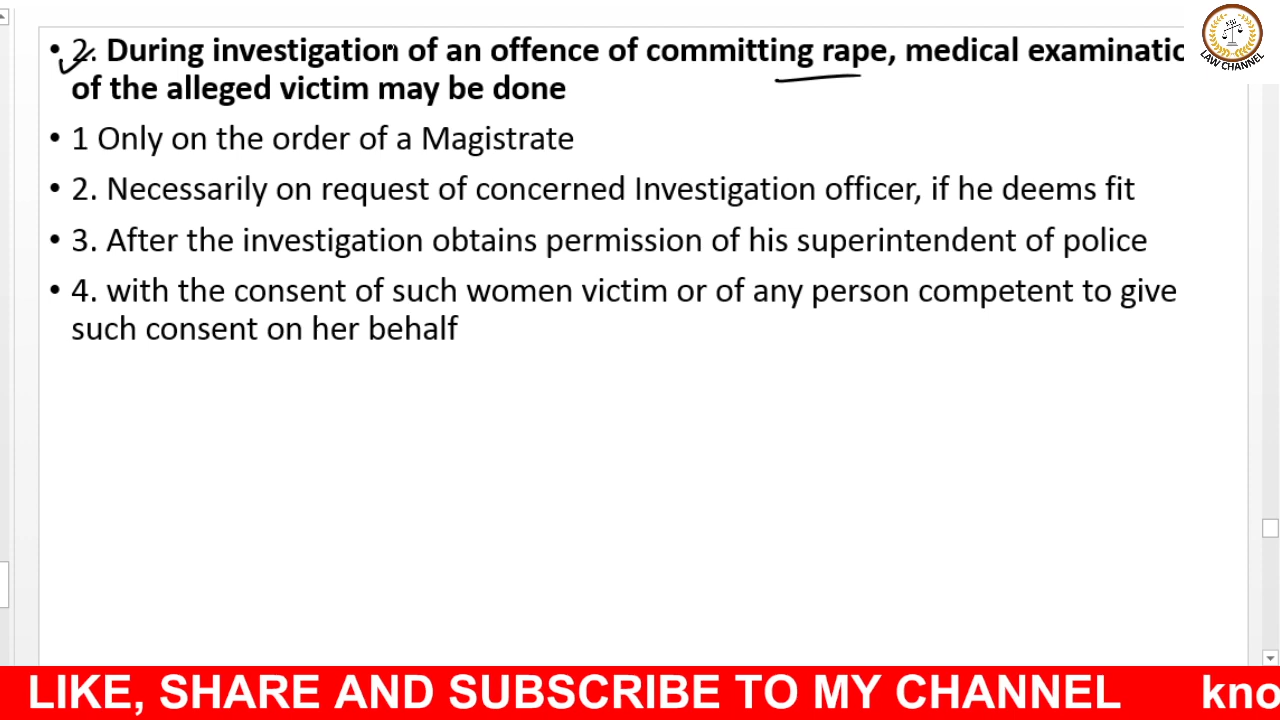 • 2. During investigation of an offence of committing rape, medical examinatic
of the alleged victim may be done
• 1 Only on the order of a Magistrate
• 2. Necessarily on request of concerned Investigation officer, if he deems fit
• 3. After the investigation obtains permission of his superintendent of police
• 4. with the consent of such women victim or of any person competent to give
such consent on her behalf
LAW CHANNEL
LIKE, SHARE AND SUBSCRIBE TO MY CHANNEL kno